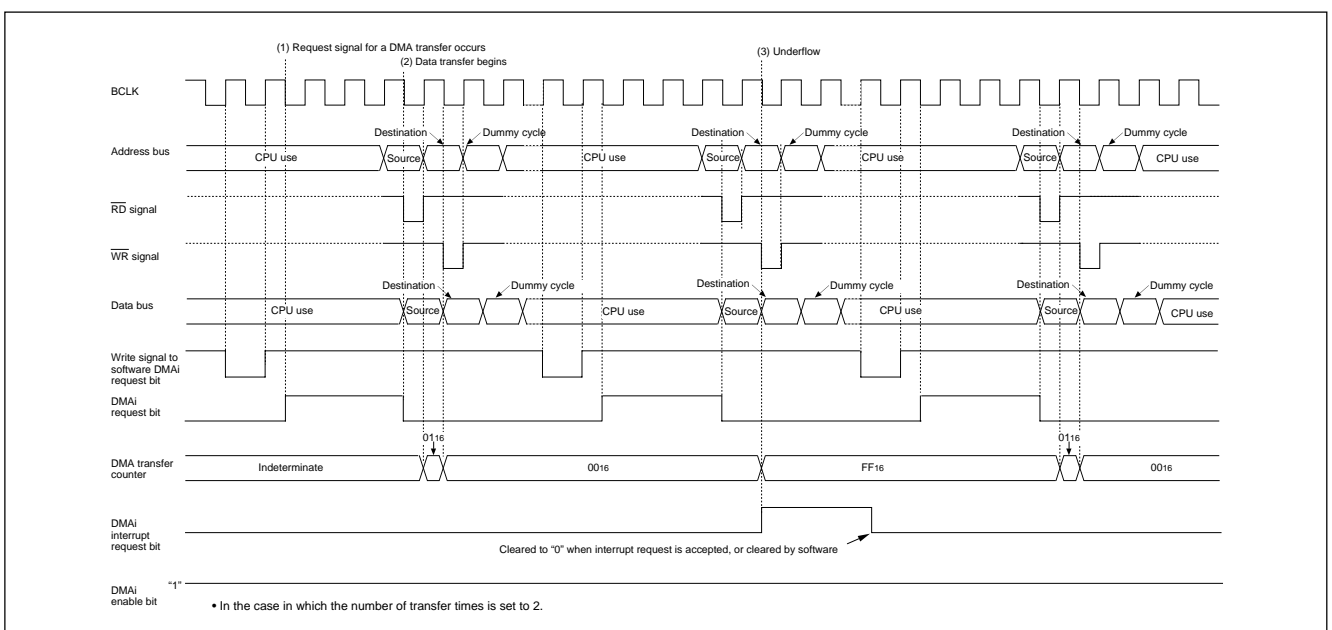 (1) Request signal for a DMA transfer occurs
(2) Data transfer begins
(3) Underflow
BCLK
Destination
Dummy cycle
Destination
Dummy cycle
Destination
Dummy cycle
Address bus
CPU use
Source
CPU use
Source
CPU use
Source
CPU use
RD signal
WR signal
Destination
Dummy cycle
Destination
Dummy cycle
Destination
Dummy cycle
Data bus
CPU use
Source
CPU use
Source
CPU use
Source
CPU use
Write signal to
software DMAi
request bit
DMAi
request bit
0116
0116
DMA transfer
counter
Indeterminate
0016
FF16
0016
DMAi
interrupt
request bit
Cleared to “0” when interrupt request is accepted, or cleared by software
DMAi
enable bit
“1”
• In the case in which the number of transfer times is set to 2.